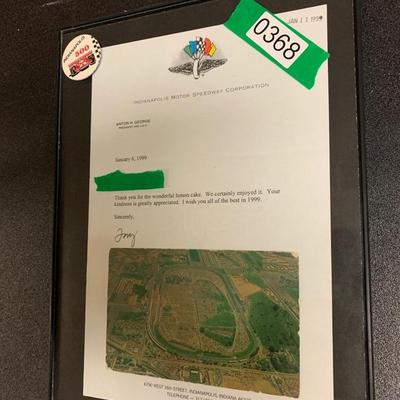 JAN 11 1999
0368
INDIANAPOLIS
500
INDIANAPOLIS MOTOR SPEEDWAY CORPORATION
ANTON H. GEORGE
PRESIDENT AND C.E.O.
January 6, 1999
Thank you for the wonderful lemon cake. We certainly enjoyed it. Your
kindness is greatly appreciated. I wish you all of the best in 1999.
Sincerely,
Tony
4790 WEST 16th STREET, INDIANAPOLIS, INDIANA
TELEPHONE —